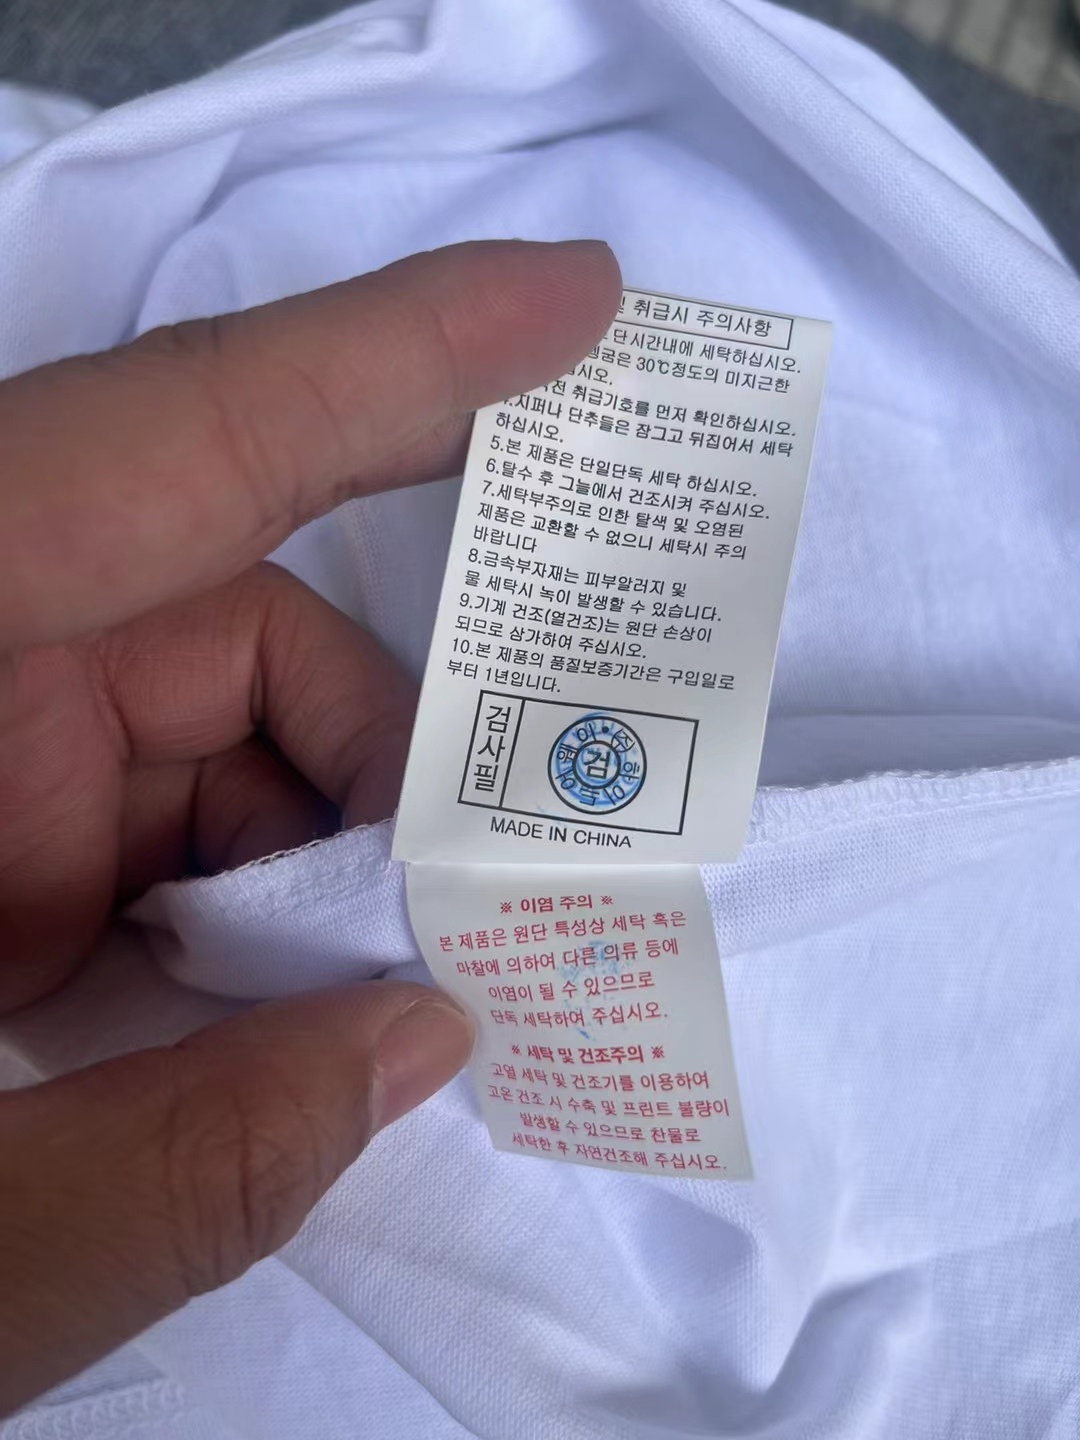 취급시 주의사항
단시간내에 세탁하십시오.
30℃정도의 미지근한
취급기호를 먼저 확인하십시오.
지퍼나 단추들은 잠그고 뒤집어서 세탁
하십시오.
5.본 제품은 단일단독 세탁 하십시오.
6.탈수 후 그늘에서 건조시켜 주십시오.
7.세탁부주의로 인한 탈색 및 오염된
제품은 교환할 수 없으니 세탁시 주의
바랍니다
8.금속부자재는 피부알러지 및
물 세탁시 녹이 발생할 수 있습니다.
9.기계 건조(열건조)는 원단 손상이
되므로 삼가하여 주십시오.
10.본 제품의 품질보증기간은 구입일로
부터 1년입니다.
검사필
검
MADE IN CHINA
※ 이염 주의 ※
본 제품은 원단 특성상 세탁 혹은
마찰에 의하여 다른 의류 등에
이염이 될 수 있으므로
단독 세탁하여 주십시오.
※ 세탁 및 건조주의 ※
고열 세탁 및 건조기를 이용하여
고온 건조 시 수축 및 프린트 불량이
발생할 수 있으므로 찬물로
세탁한 후 자연건조해 주십시오.